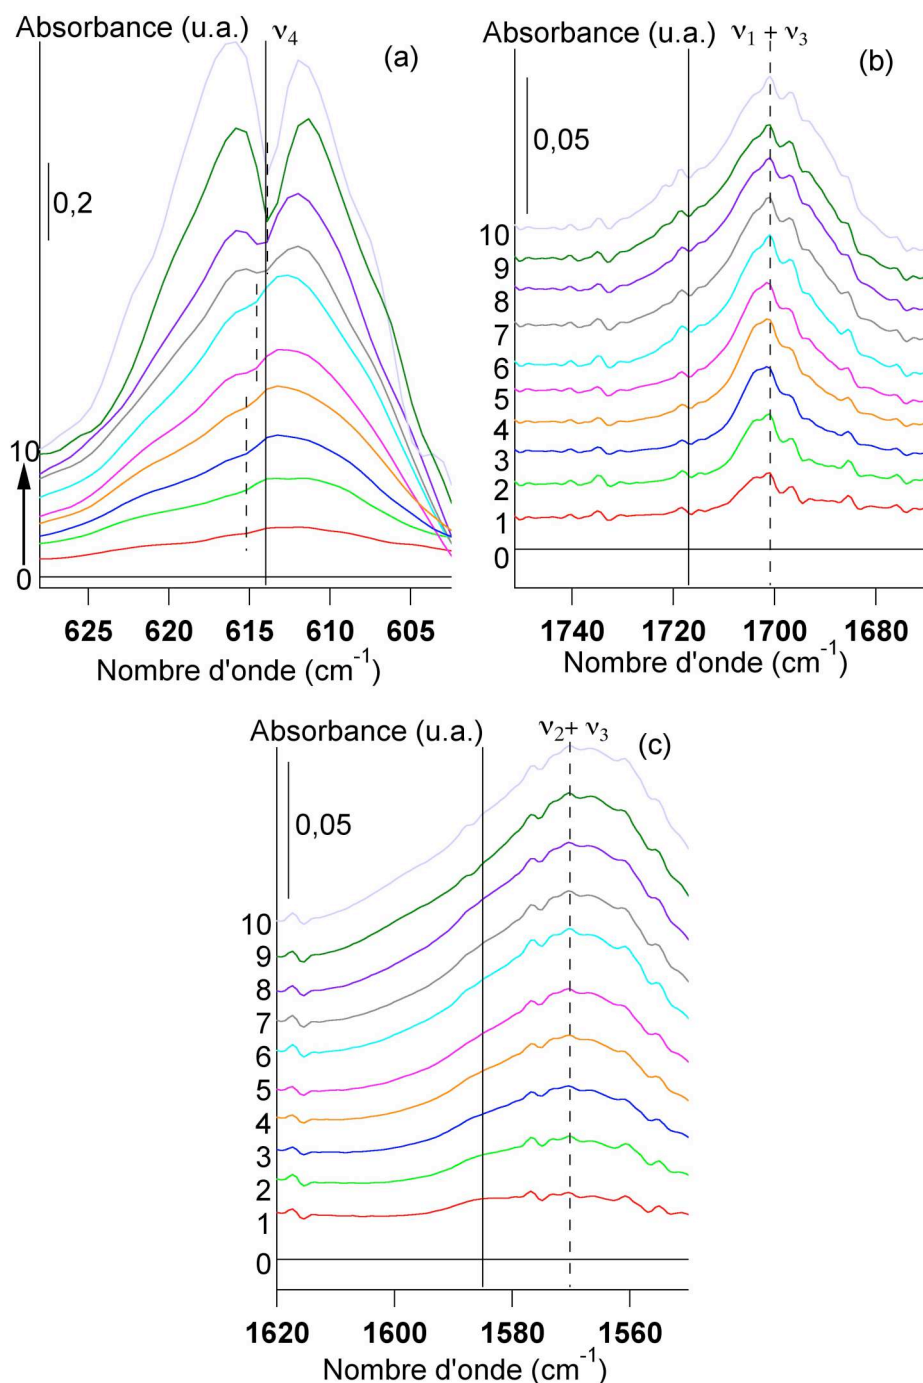 Absorbance (u.a.) ν4
(a)
0,2
10
0
625 620 615 610 605
Nombre d'onde (cm-1)
Absorbance (u.a.) ν1 + ν3
(b)
0,05
10
9
8
7
6
5
4
3
2
1
0
1740 1720 1700 1680
Nombre d'onde (cm-1)
Absorbance (u.a.) ν2+ ν3
(c)
0,05
10
9
8
7
6
5
4
3
2
1
0
1620 1600 1580 1560
Nombre d'onde (cm-1)